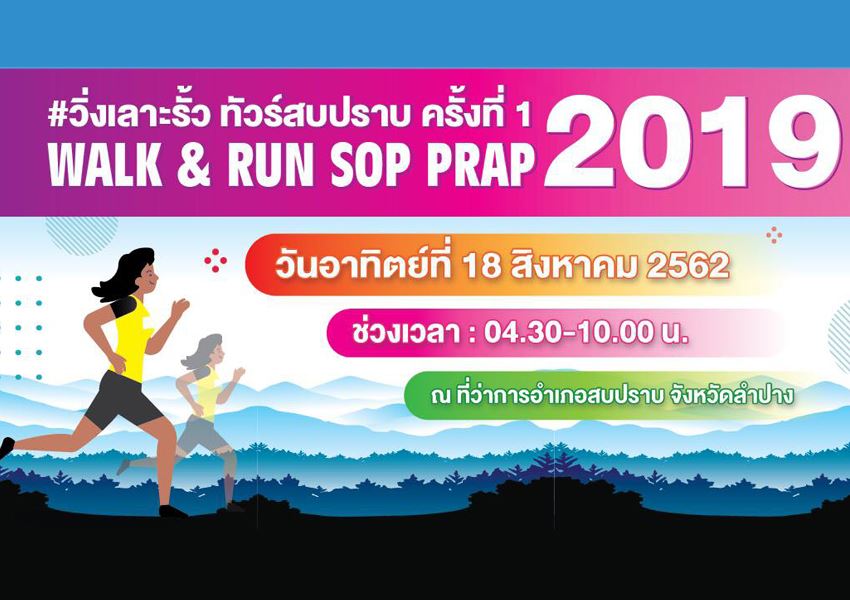 #วิ่งเลาะรั้ว ทัวร์สบปราบ ครั้งที่ 1
WALK & RUN SOP PRAP 2019
วันอาทิตย์ที่ 18 สิงหาคม 2562
ช่วงเวลา : 04.30-10.00 น.
ณ ที่ว่าการอำเภอสบปราบ จังหวัดลำปาง